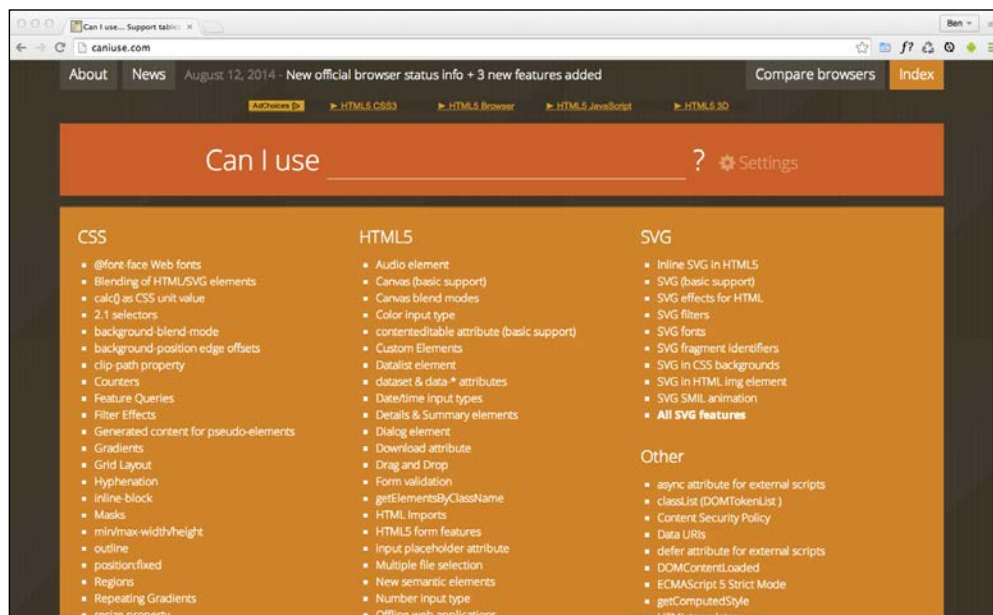 Can I use... Support table
Ben
caniuse.com
About News August 12, 2014 - New official browser status info + 3 new features added Compare browsers Index
AdChoices HTML5 CSS3 HTML5 Browser HTML5 JavaScript HTML5 3D
Can I use ? Settings
CSS
@font-face Web fonts
Blending of HTML/SVG elements
calc() as CSS unit value
2.1 selectors
background-blend-mode
background-position edge offsets
clip-path property
Counters
Feature Queries
Filter Effects
Generated content for pseudo-elements
Gradients
Grid Layout
Hyphenation
inline-block
Masks
min/max-width/height
outline
position:fixed
Regions
Repeating Gradients
resize property
HTML5
Audio element
Canvas (basic support)
Canvas blend modes
Color input type
contenteditable attribute (basic support)
Custom Elements
Datalist element
dataset & data-* attributes
Date/time input types
Details & Summary elements
Dialog element
Download attribute
Drag and Drop
Form validation
getElementsByClassName
HTML Imports
HTML5 form features
input placeholder attribute
Multiple file selection
New semantic elements
Number input type
Offline web applications
SVG
Inline SVG in HTML5
SVG (basic support)
SVG effects for HTML
SVG filters
SVG fonts
SVG fragment identifiers
SVG in CSS backgrounds
SVG in HTML img element
SVG SMIL animation
All SVG features
Other
async attribute for external scripts
classList (DOMTokenList )
Content Security Policy
Data URIs
defer attribute for external scripts
DOMContentLoaded
ECMAScript 5 Strict Mode
getComputedStyle